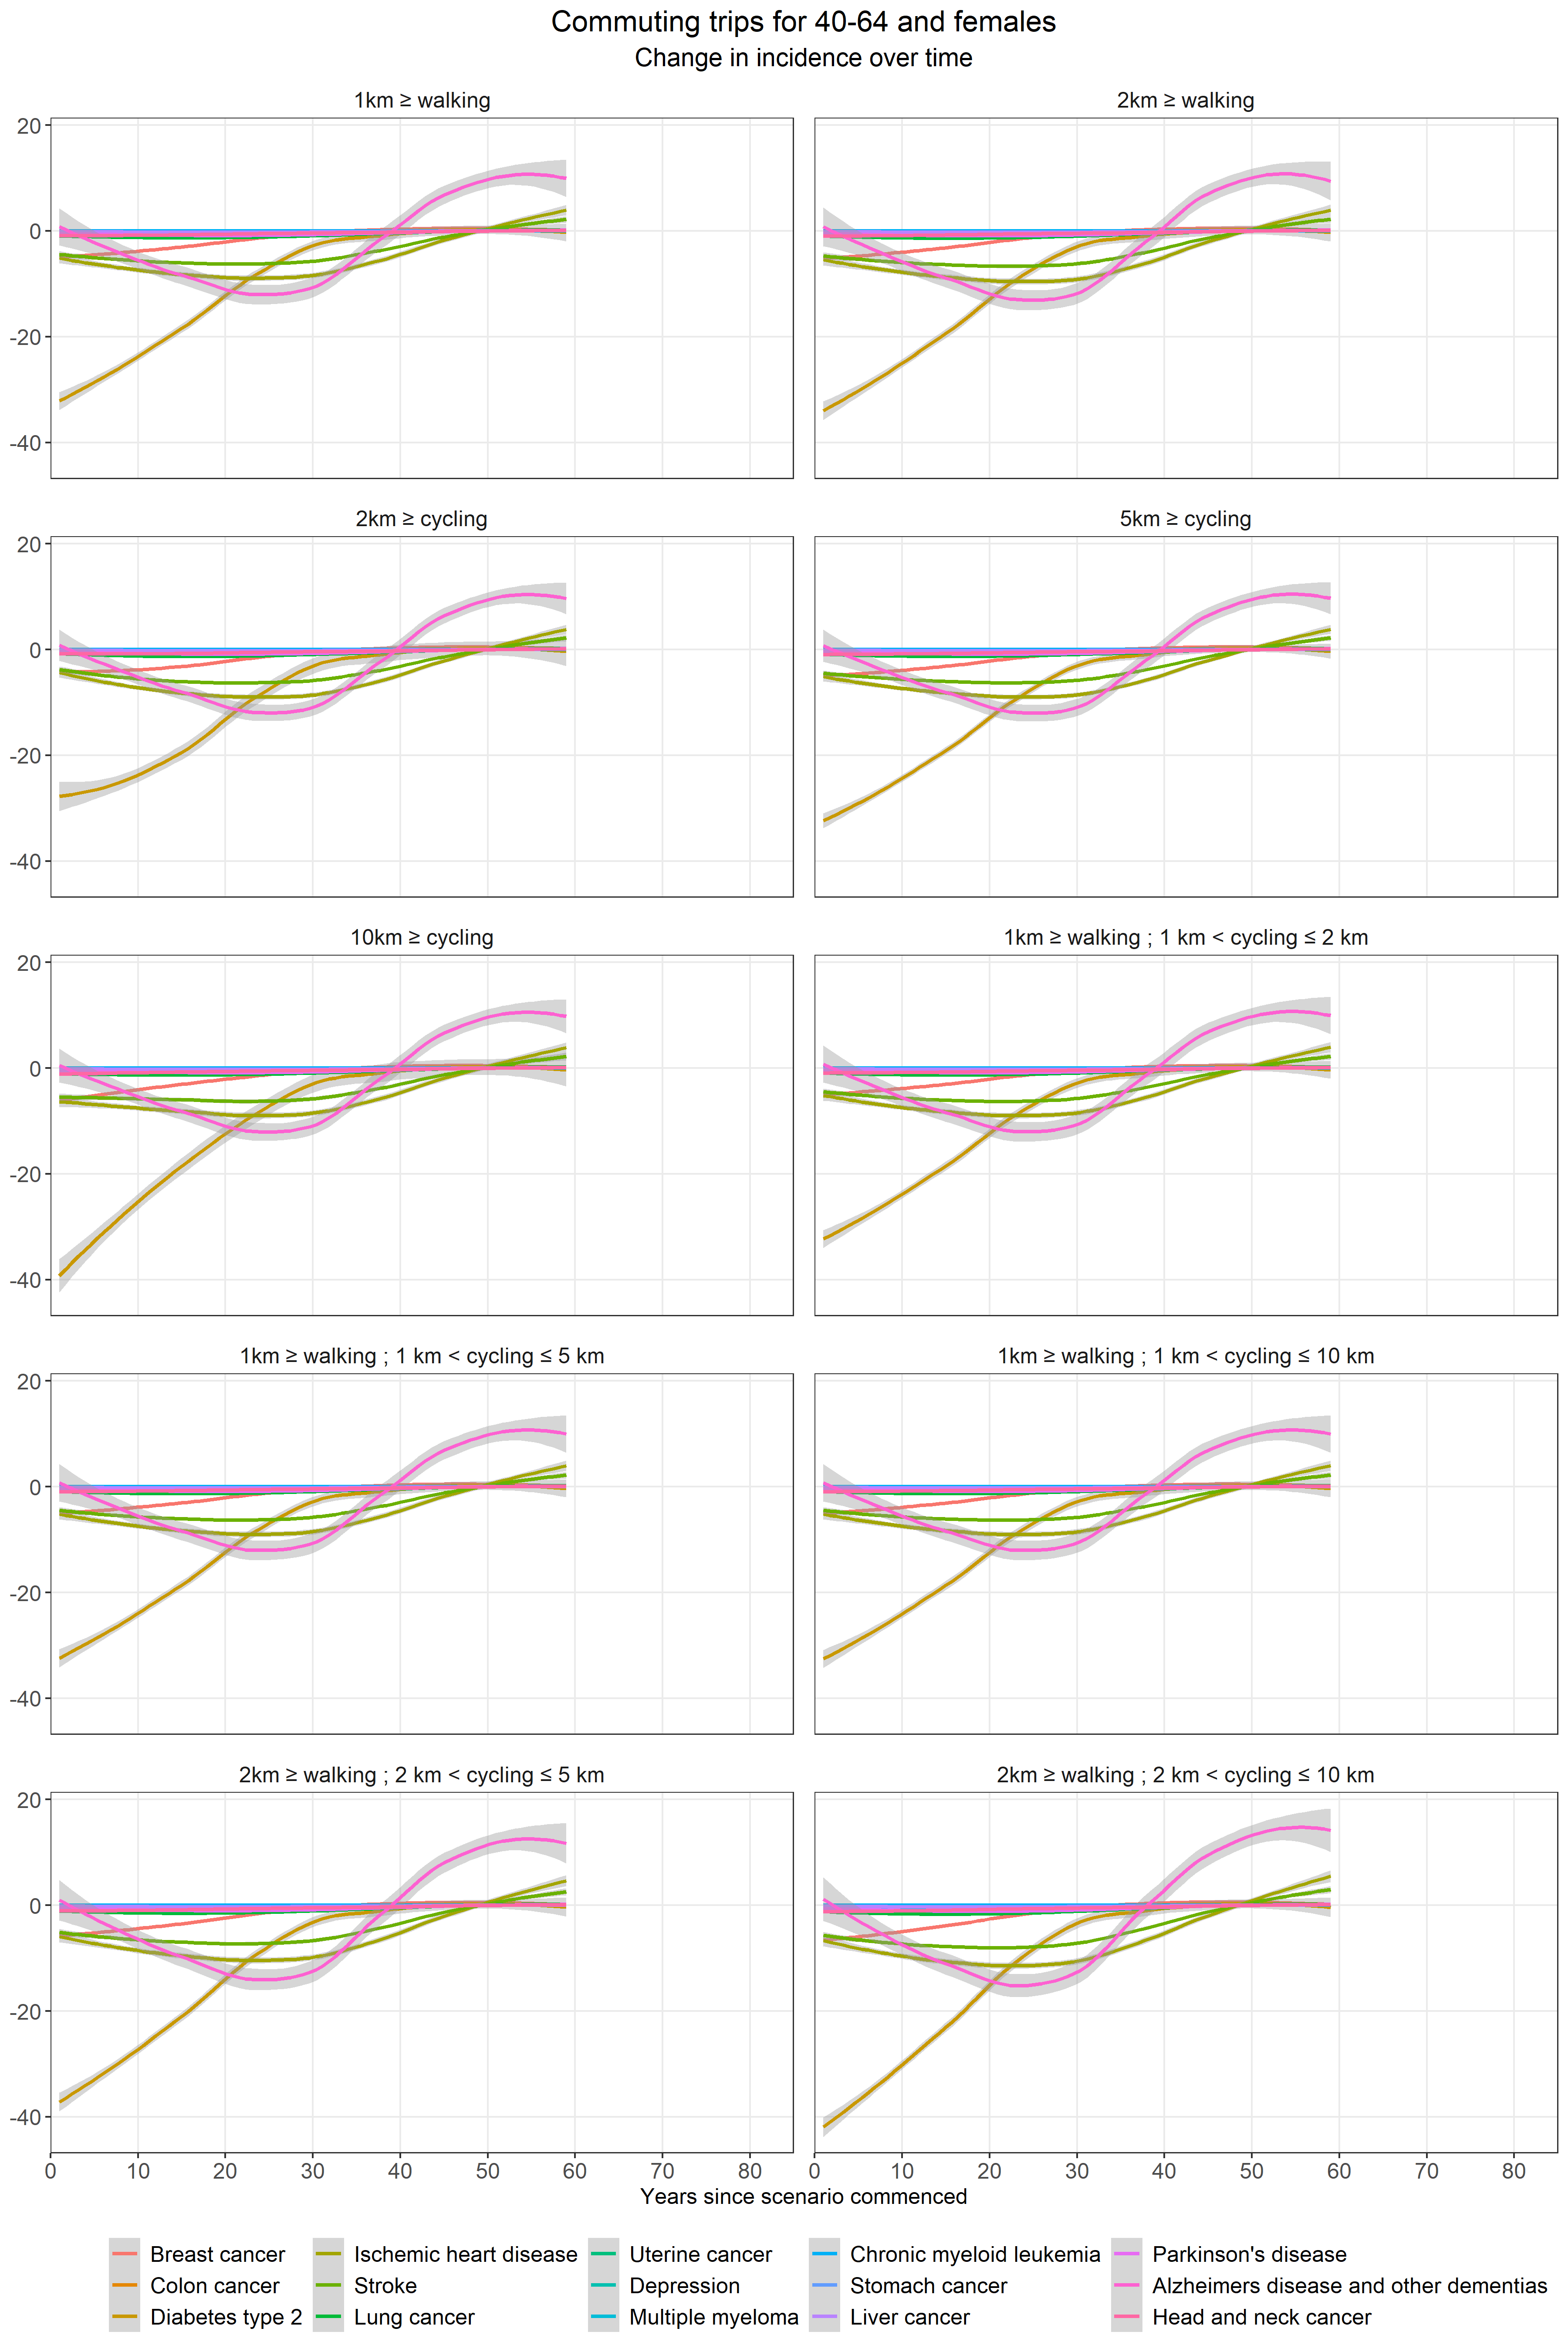 Commuting trips for 40-64 and females
Change in incidence over time
1km ≥ walking
2km ≥ walking
20
0
-20
-40
2km ≥ cycling
5km ≥ cycling
20
0
-20
-40
10km ≥ cycling
1km ≥ walking ; 1 km < cycling ≤ 2 km
20
0
-20
-40
1km ≥ walking ; 1 km < cycling ≤ 5 km
1km ≥ walking ; 1 km < cycling ≤ 10 km
20
0
-20
-40
2km ≥ walking ; 2 km < cycling ≤ 5 km
2km ≥ walking ; 2 km < cycling ≤ 10 km
20
0
-20
-40
0 10 20 30 40 50 60 70 80
0 10 20 30 40 50 60 70 80
Years since scenario commenced
Breast cancer
Colon cancer
Diabetes type 2
Ischemic heart disease
Stroke
Lung cancer
Uterine cancer
Depression
Multiple myeloma
Chronic myeloid leukemia
Stomach cancer
Liver cancer
Parkinson's disease
Alzheimers disease and other dementias
Head and neck cancer